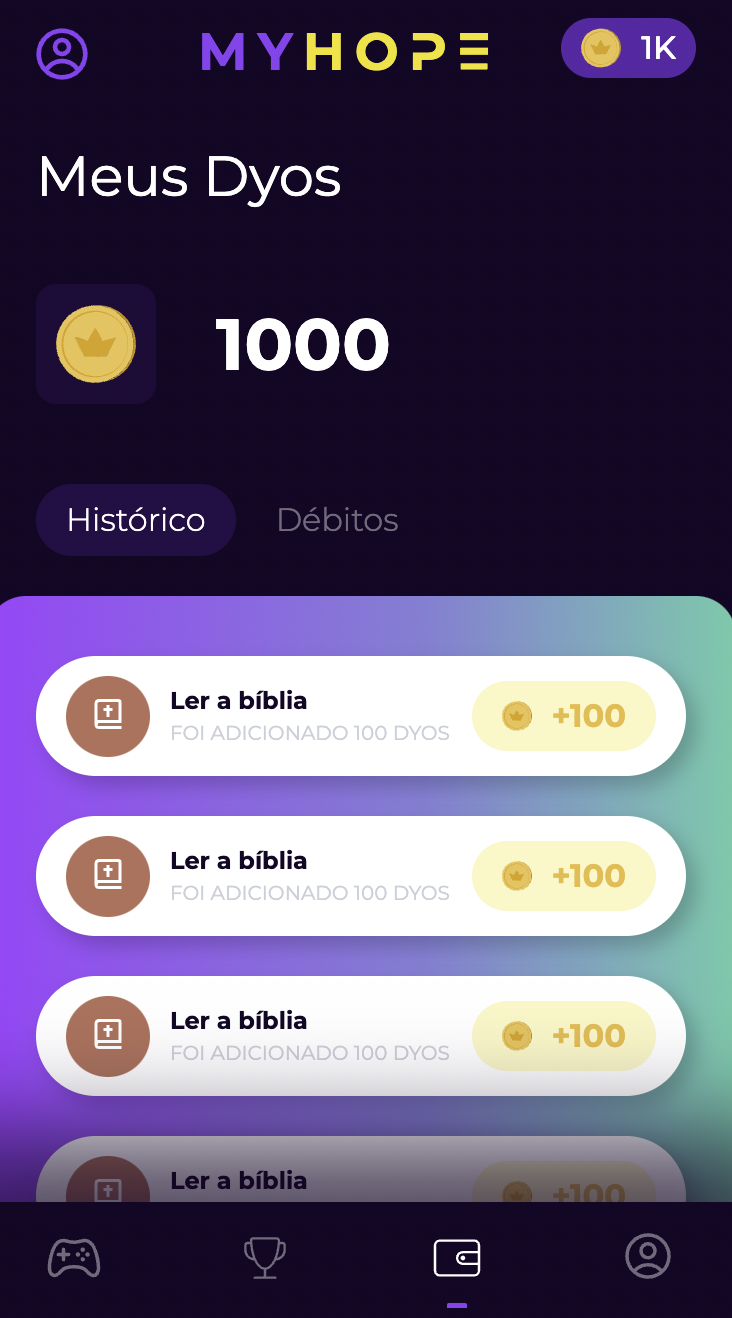 MYHOPE
1K
Meus Dyos
1000
Histórico
Débitos
Ler a bíblia
FOI ADICIONADO 100 DYOS
+100
Ler a bíblia
FOI ADICIONADO 100 DYOS
+100
Ler a bíblia
FOI ADICIONADO 100 DYOS
+100
Ler a bíblia
+100